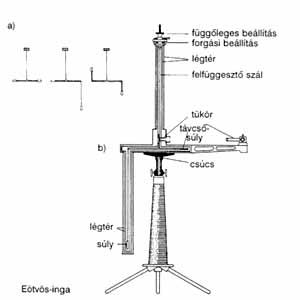 a)
függőleges beállítás
forgási beállítás
légtér
felfüggesztő szál
tükör
távcső-
súly
b)
csúcs
légtér
súly
Eötvös-inga